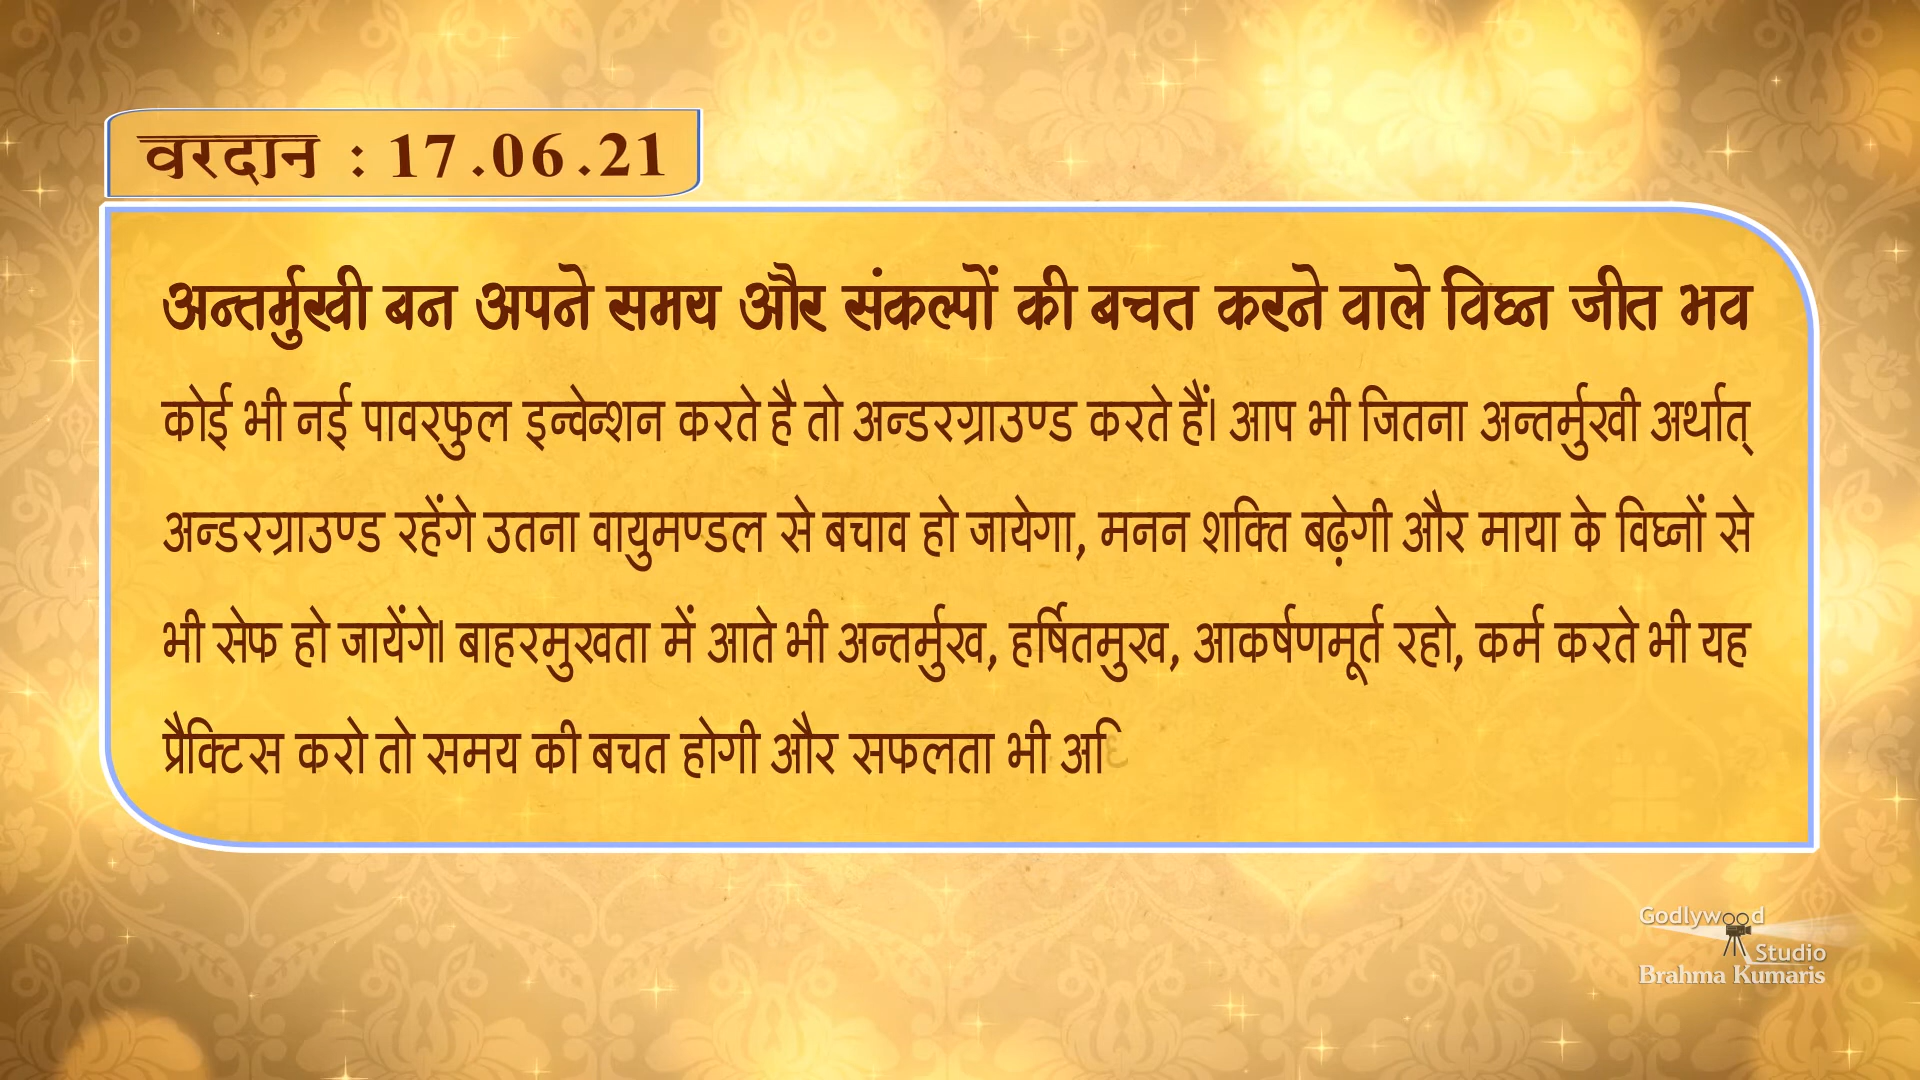 वरदान : 17.06.21
अन्तर्मुखी बन अपने समय और संकल्पों की बचत करने वाले विघ्न जीत भव
कोई भी नई पावरफुल इन्वेन्शन करते है तो अन्डरग्राउण्ड करते हैं। आप भी जितना अन्तर्मुखी अर्थात्
अन्डरग्राउण्ड रहेंगे उतना वायुमण्डल से बचाव हो जायेगा, मनन शक्ति बढ़ेगी और माया के विघ्नों से
भी सेफ हो जायेंगे। बाहरमुखता में आते भी अन्तर्मुख, हर्षितमुख, आकर्षणमूर्त रहो, कर्म करते भी यह
प्रैक्टिस करो तो समय की बचत होगी और सफलता भी
Godlywood
Studio
Brahma Kumaris